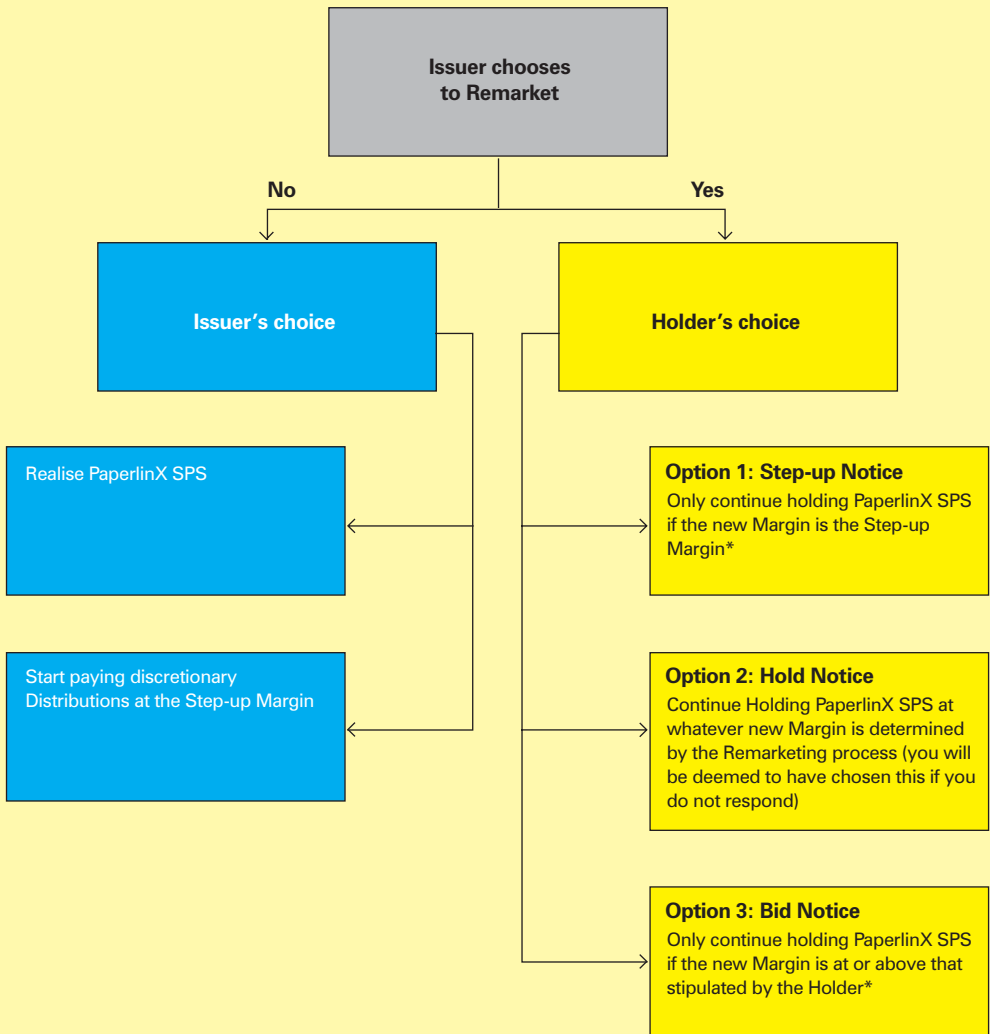 Issuer chooses
to Remarket
No
Yes
Issuer's choice
Holder's choice
Realise PaperlinX SPS
Start paying discretionary
Distributions at the Step-up Margin
Option 1: Step-up Notice
Only continue holding PaperlinX SPS
if the new Margin is the Step-up
Margin*
Option 2: Hold Notice
Continue Holding PaperlinX SPS at
whatever new Margin is determined
by the Remarketing process (you will
be deemed to have chosen this if you
do not respond)
Option 3: Bid Notice
Only continue holding PaperlinX SPS
if the new Margin is at or above that
stipulated by the Holder*